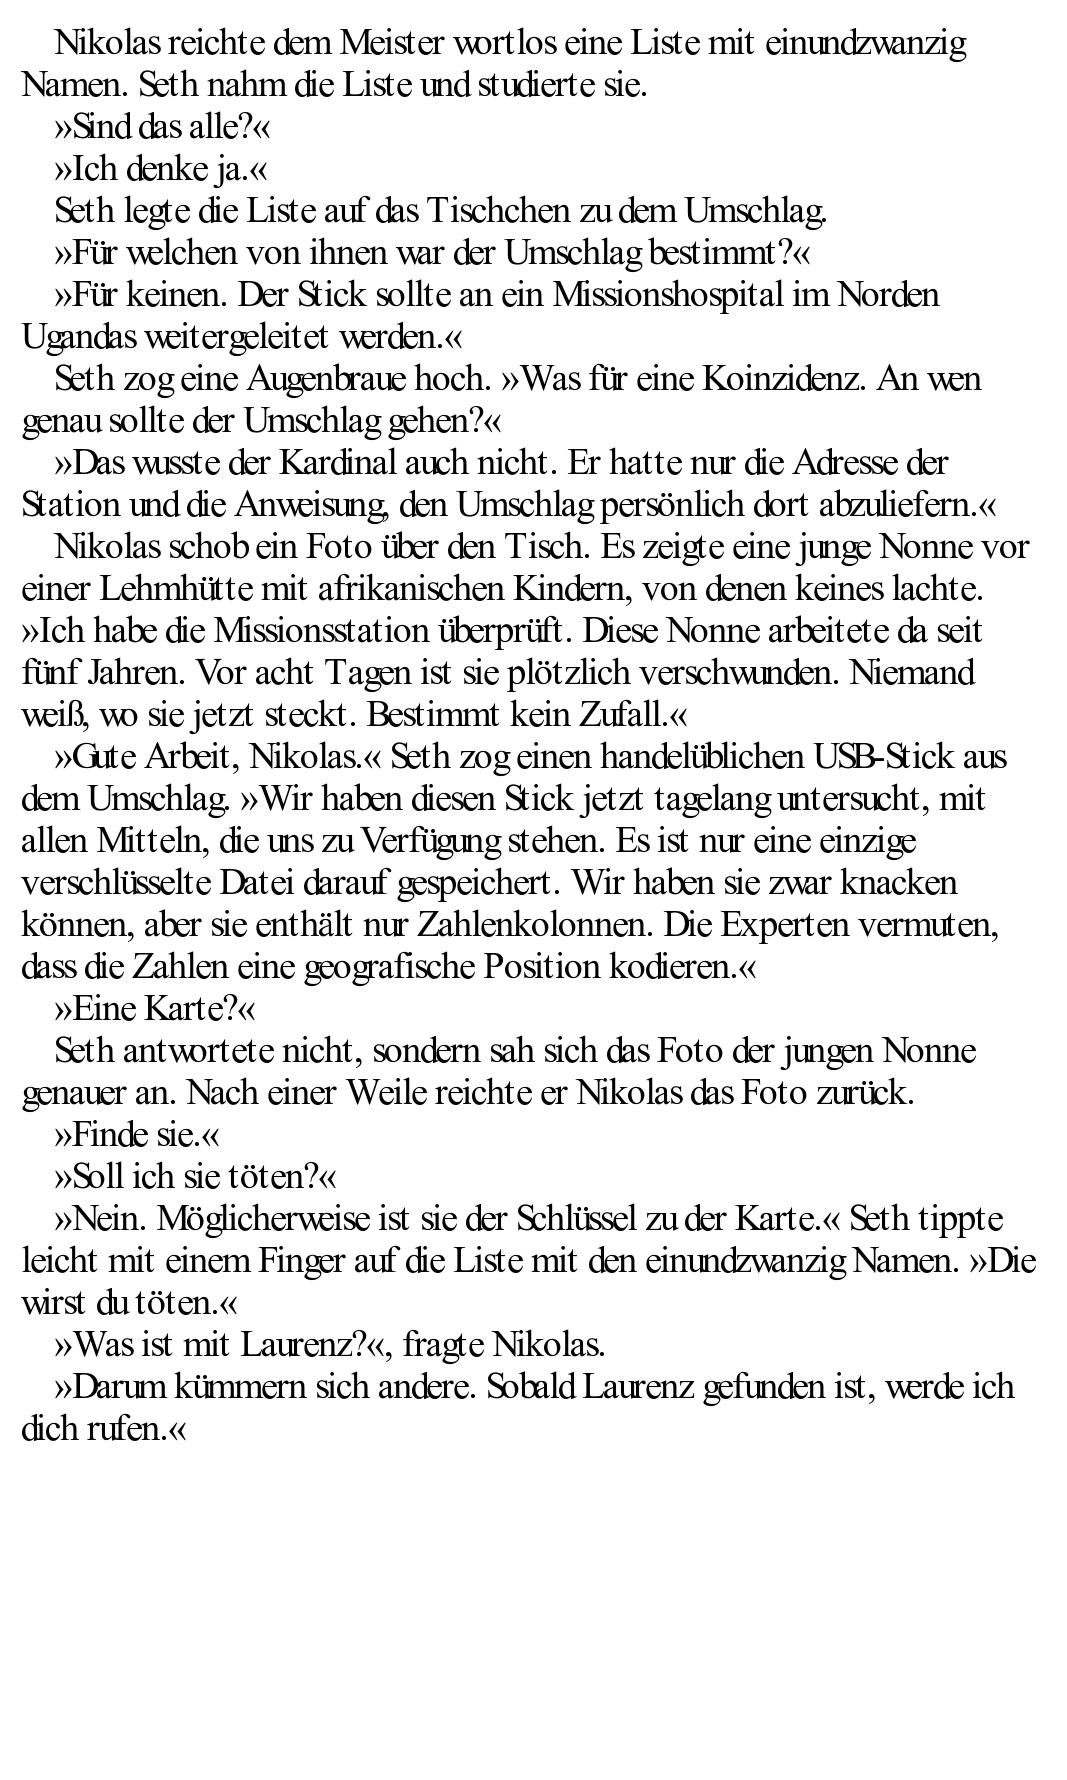 Nikolas reichte dem Meister wortlos eine Liste mit einundzwanzig
Namen. Seth nahm die Liste und studierte sie.
»Sind das alle?«
»Ich denke ja.«
Seth legte die Liste auf das Tischchen zu dem Umschlag.
»Für welchen von ihnen war der Umschlag bestimmt?«
»Für keinen. Der Stick sollte an ein Missionshospital im Norden
Ugandas weitergeleitet werden.«
Seth zog eine Augenbraue hoch. »Was für eine Koinzidenz. An wen
genau sollte der Umschlag gehen?«
»Das wusste der Kardinal auch nicht. Er hatte nur die Adresse der
Station und die Anweisung, den Umschlag persönlich dort abzuliefern.«
Nikolas schob ein Foto über den Tisch. Es zeigte eine junge Nonne vor
einer Lehmhütte mit afrikanischen Kindern, von denen keines lachte.
»Ich habe die Missionsstation überprüft. Diese Nonne arbeitete da seit
fünf Jahren. Vor acht Tagen ist sie plötzlich verschwunden. Niemand
weiß, wo sie jetzt steckt. Bestimmt kein Zufall.«
»Gute Arbeit, Nikolas.« Seth zog einen handelüblichen USB-Stick aus
dem Umschlag. »Wir haben diesen Stick jetzt tagelang untersucht, mit
allen Mitteln, die uns zu Verfügung stehen. Es ist nur eine einzige
verschlüsselte Datei darauf gespeichert. Wir haben sie zwar knacken
können, aber sie enthält nur Zahlenkolonnen. Die Experten vermuten,
dass die Zahlen eine geografische Position kodieren.«
»Eine Karte?«
Seth antwortete nicht, sondern sah sich das Foto der jungen Nonne
genauer an. Nach einer Weile reichte er Nikolas das Foto zurück.
»Finde sie.«
»Soll ich sie töten?«
»Nein. Möglicherweise ist sie der Schlüssel zu der Karte.« Seth tippte
leicht mit einem Finger auf die Liste mit den einundzwanzig Namen. »Die
wirst du töten.«
»Was ist mit Laurenz?«, fragte Nikolas.
»Darum kümmern sich andere. Sobald Laurenz gefunden ist, werde ich
dich rufen.«